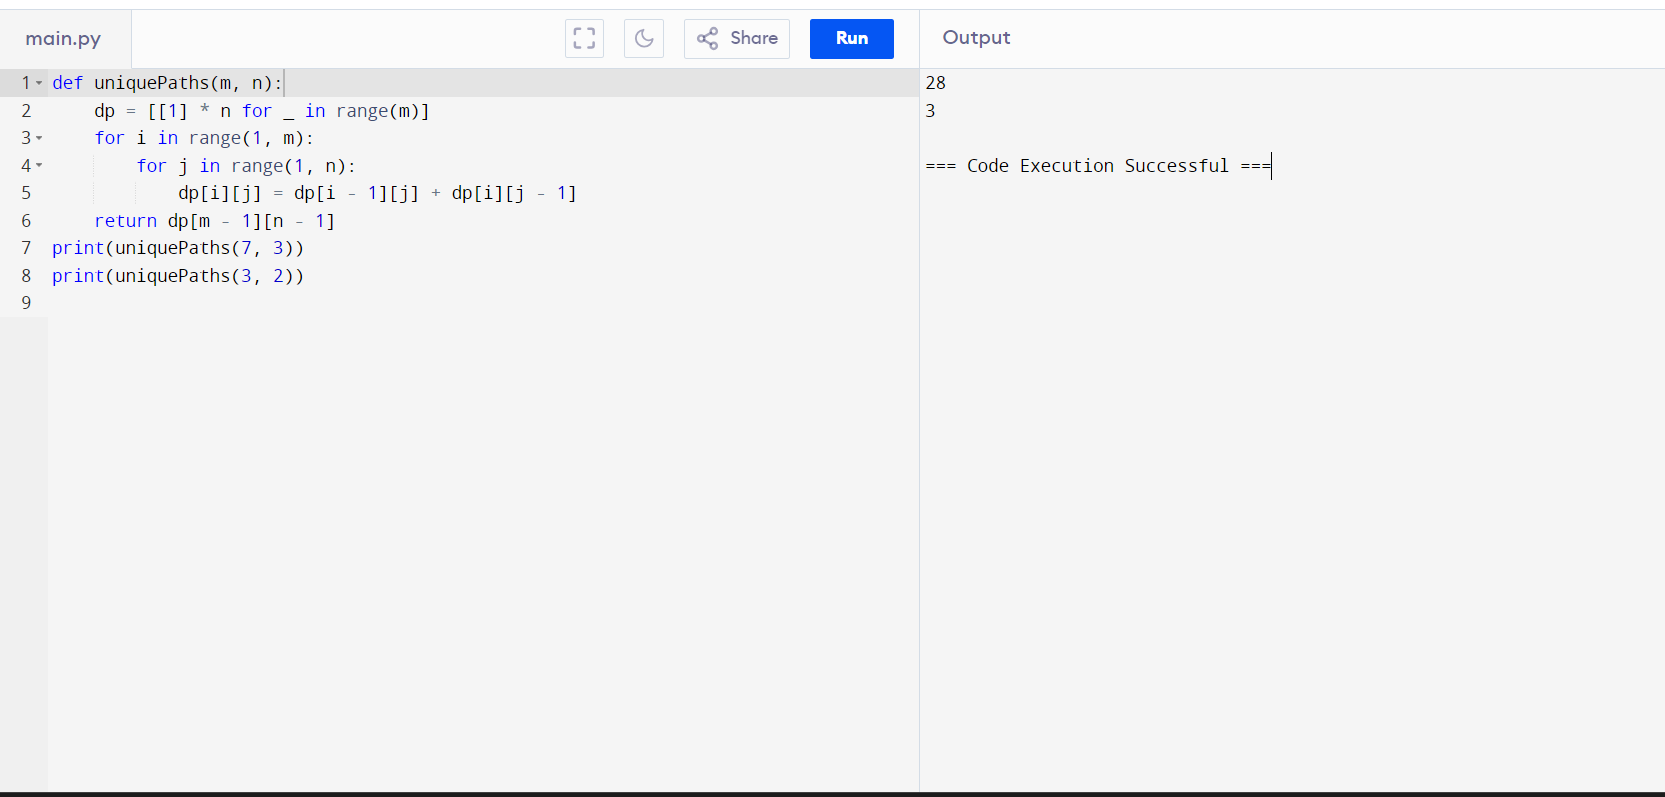 main.py
Share
Run
Output
1 def uniquePaths(m, n):
2     dp = [[1] * n for _ in range(m)]
3     for i in range(1, m):
4         for j in range(1, n):
5             dp[i][j] = dp[i - 1][j] + dp[i][j - 1]
6     return dp[m - 1][n - 1]
7 print(uniquePaths(7, 3))
8 print(uniquePaths(3, 2))
9
28
3
=== Code Execution Successful ===